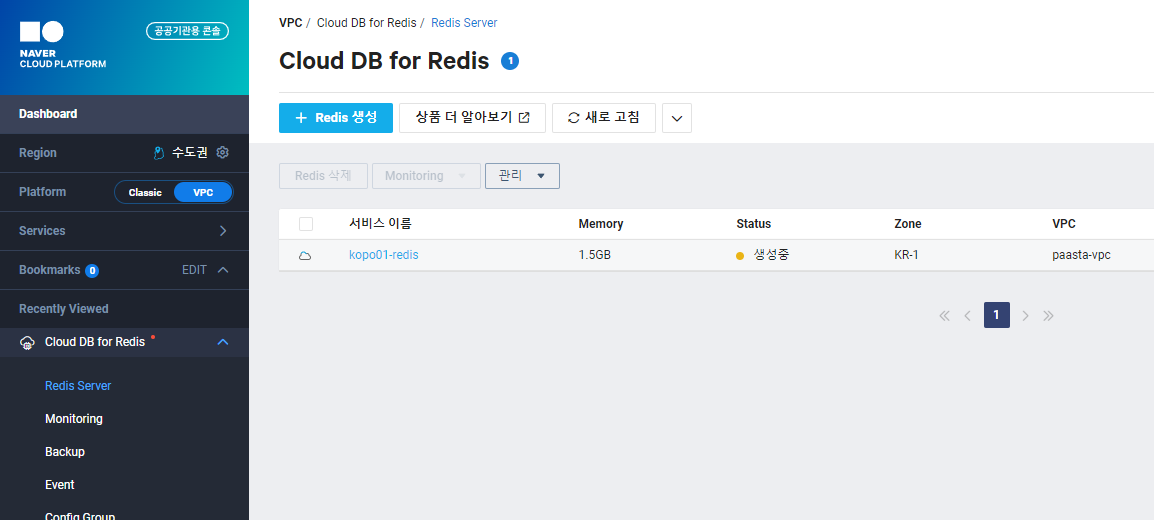 NAVER
CLOUD PLATFORM
공공기관용 콘솔
Dashboard
Region 수도권
Platform Classic VPC
Services
Bookmarks 0 EDIT
Recently Viewed
Cloud DB for Redis
Redis Server
Monitoring
Backup
Event
Config Group
VPC / Cloud DB for Redis / Redis Server
Cloud DB for Redis 1
+ Redis 생성 상품 더 알아보기 새로 고침
Redis 삭제 Monitoring 관리
서비스 이름 Memory Status Zone VPC
kopo01-redis 1.5GB 생성중 KR-1 paasta-vpc
1